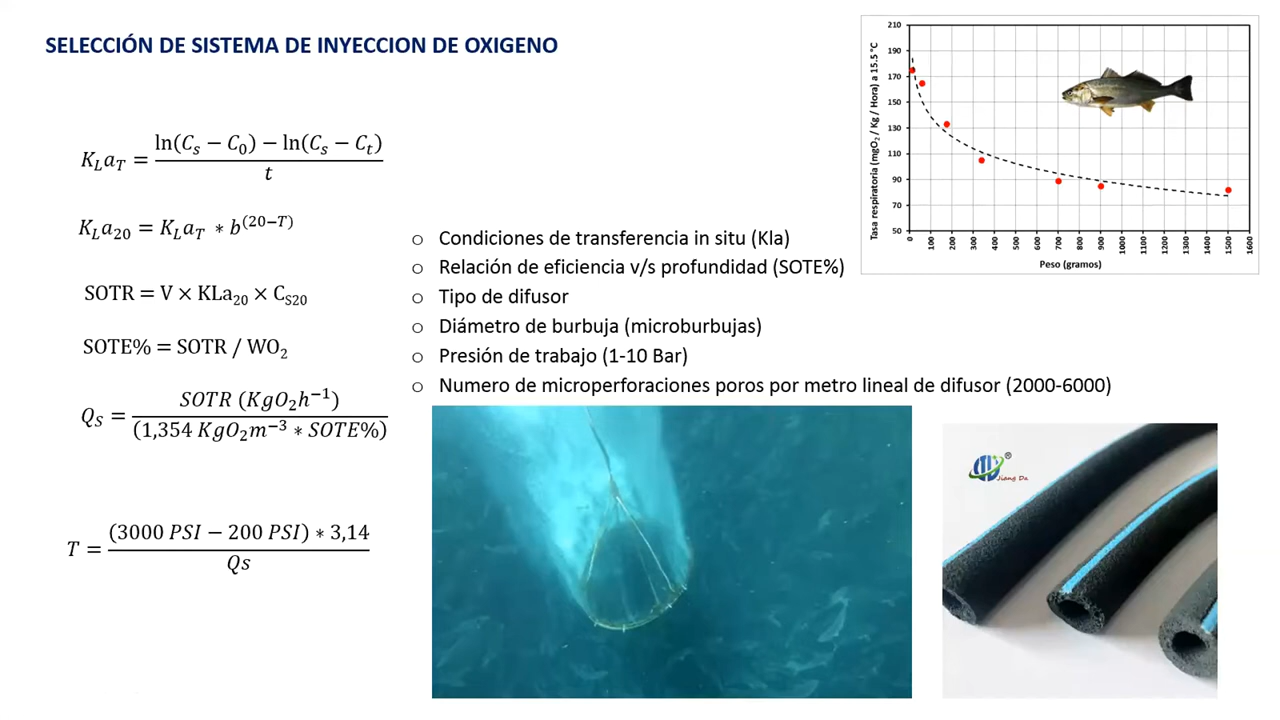 SELECCIÓN DE SISTEMA DE INYECCION DE OXIGENO
K_L a_T = (ln(C_s − C_0) − ln(C_s − C_t)) / t
K_L a_20 = K_L a_T * b^(20−T)
SOTR = V × KLa_20 × C_S20
SOTE% = SOTR / WO_2
Q_S = SOTR (KgO_2h^−1) / (1,354 KgO_2m^−3 * SOTE%)
T = (3000 PSI − 200 PSI) * 3,14 / Qs
o Condiciones de transferencia in situ (Kla)
o Relación de eficiencia v/s profundidad (SOTE%)
o Tipo de difusor
o Diámetro de burbuja (microburbujas)
o Presión de trabajo (1-10 Bar)
o Numero de microperforaciones poros por metro lineal de difusor (2000-6000)
Tasa respiratoria (mgO_2 / Kg / Hora) a 15.5 °C
210
190
170
150
130
110
90
70
50
0 100 200 300 400 500 600 700 800 900 1000 1100 1200 1300 1400 1500 1600
Peso (gramos)
®
Jiang Da